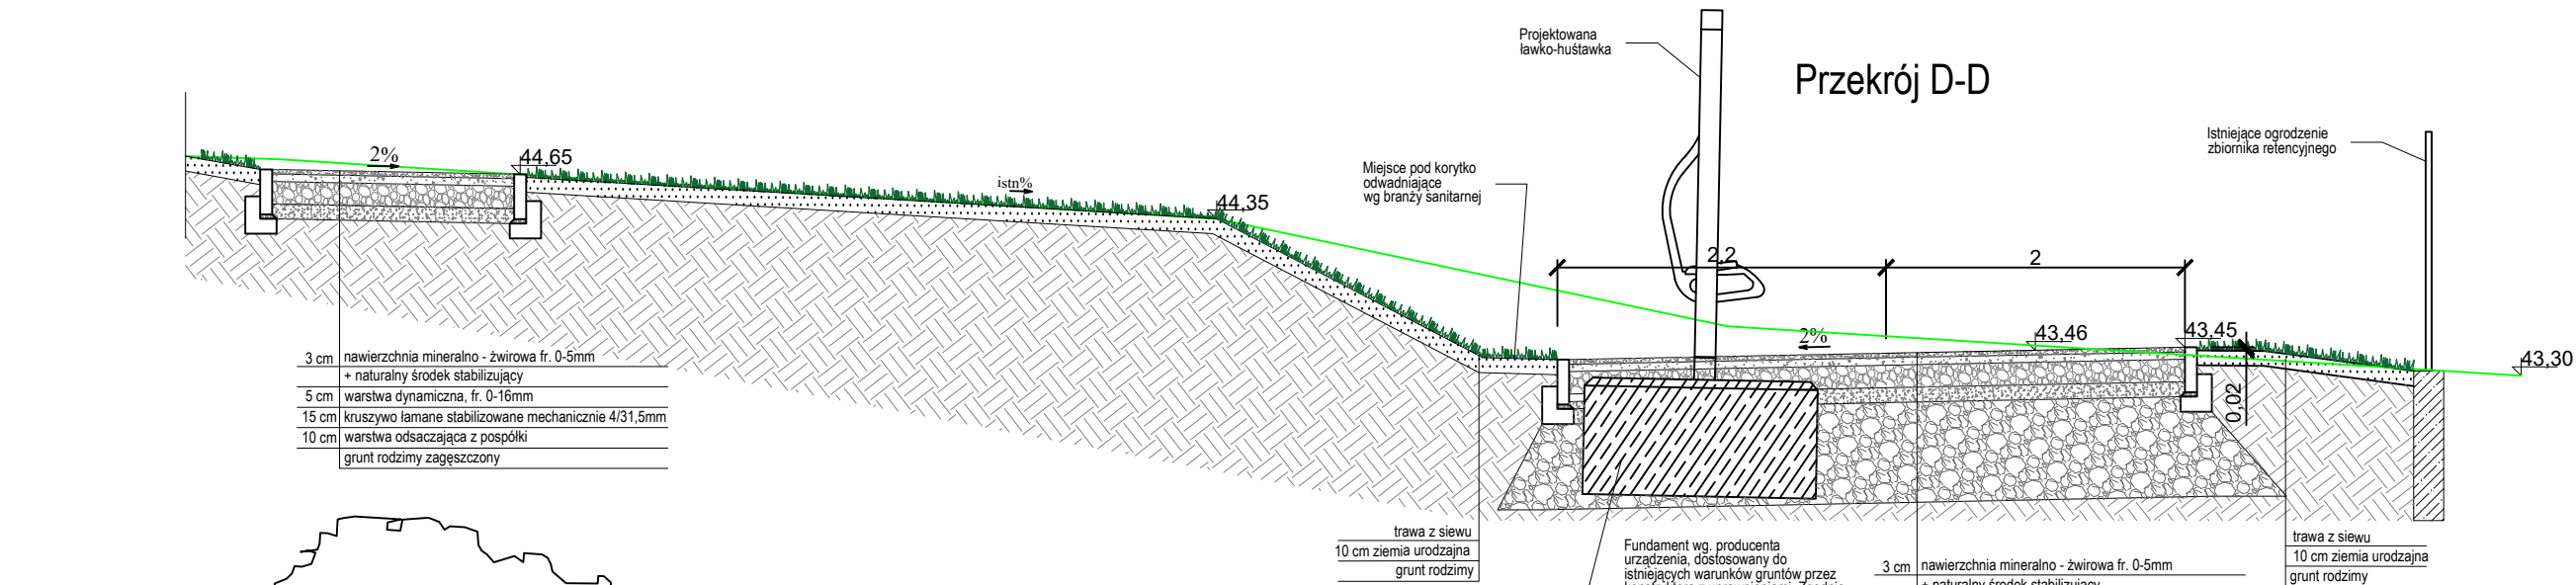 Projektowana
ławko-huśtawka
Przekrój D-D
Istniejące ogrodzenie
zbiornika retencyjnego
2%
44,65
Miejsce pod korytko
odwadniające
wg branży sanitarnej
istn%
44,35
2,2
2
2%
43,46
43,45
43,30
0,02
3 cm nawierzchnia mineralno - żwirowa fr. 0-5mm
+ naturalny środek stabilizujący
5 cm warstwa dynamiczna, fr. 0-16mm
15 cm kruszywo łamane stabilizowane mechanicznie 4/31,5mm
10 cm warstwa odsaczająca z pospółki
grunt rodzimy zagęszczony
trawa z siewu
10 cm ziemia urodzajna
grunt rodzimy
Fundament wg. producenta
urządzenia, dostosowany do
istniejących warunków gruntów przez
3 cm nawierzchnia mineralno - żwirowa fr. 0-5mm
+ naturalny środek stabilizujący
trawa z siewu
10 cm ziemia urodzajna
grunt rodzimy